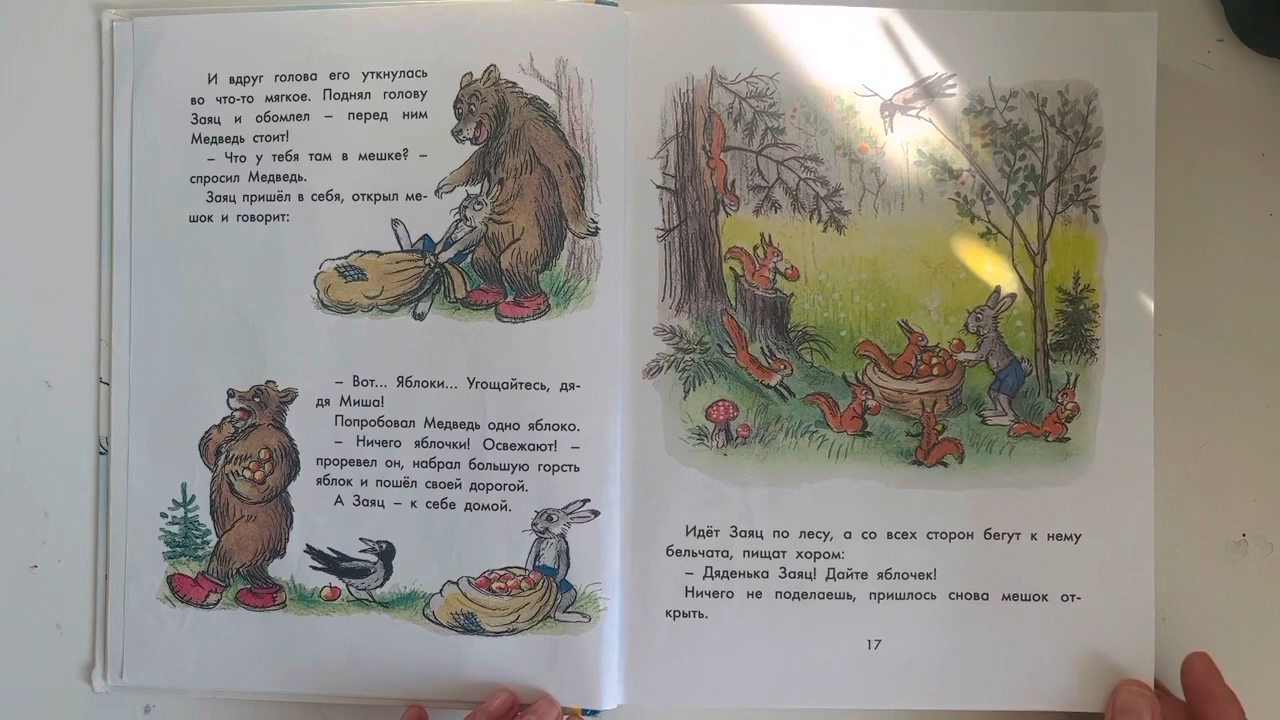 И вдруг голова его уткнулась
во что-то мягкое. Поднял голову
Заяц и обомлел – перед ним
Медведь стоит!
– Что у тебя там в мешке? –
спросил Медведь.
Заяц пришёл в себя, открыл ме-
шок и говорит:
– Вот... Яблоки... Угощайтесь, дя-
дя Миша!
Попробовал Медведь одно яблоко.
– Ничего яблочки! Освежают! –
проревел он, набрал большую горсть
яблок и пошёл своей дорогой.
А Заяц – к себе домой.
Идёт Заяц по лесу, а со всех сторон бегут к нему
бельчата, пищат хором:
– Дяденька Заяц! Дайте яблочек!
Ничего не поделаешь, пришлось снова мешок от-
крыть.
17